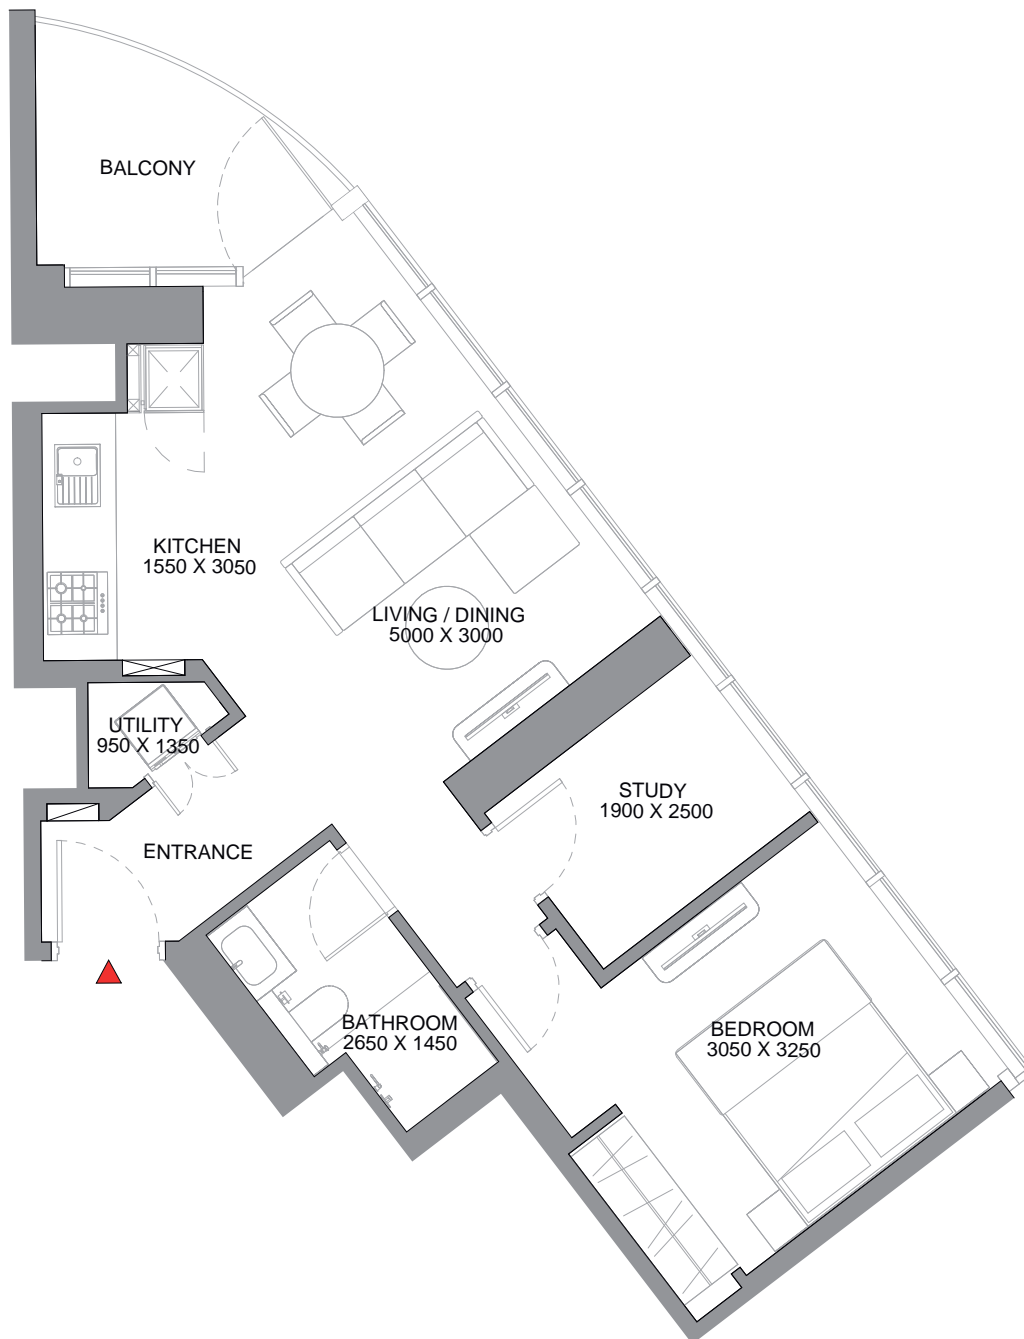 BALCONY
KITCHEN
1550 X 3050
LIVING / DINING
5000 X 3000
UTILITY
950 X 1350
STUDY
1900 X 2500
ENTRANCE
BATHROOM
2650 X 1450
BEDROOM
3050 X 3250